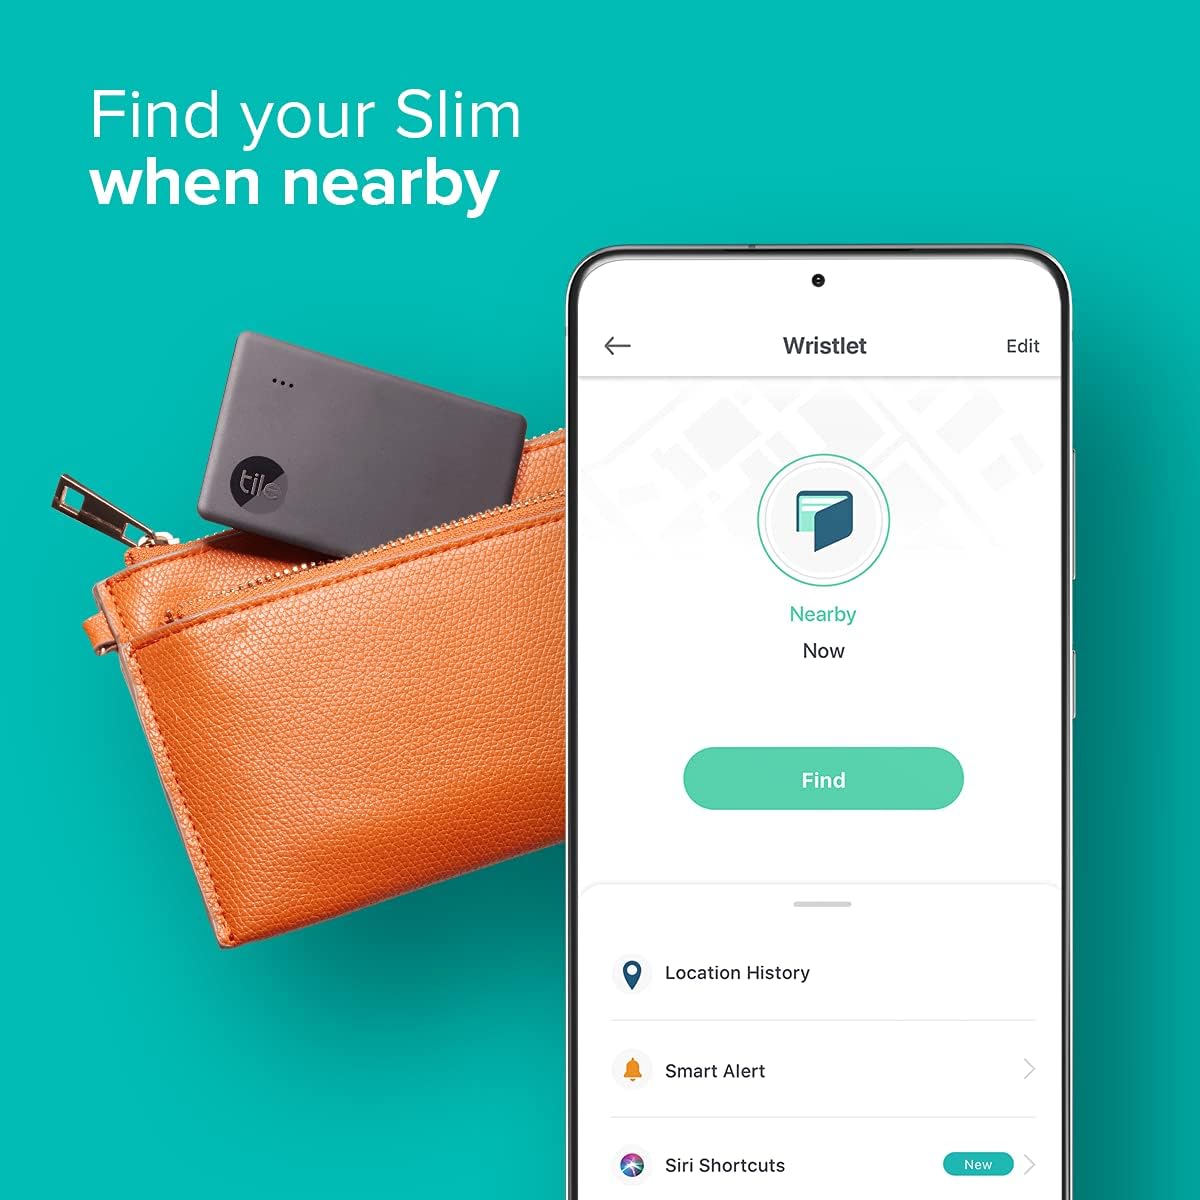 Find your Slim
when nearby
tile
Wristlet
Edit
Nearby
Now
Find
Location History
Smart Alert
Siri Shortcuts
New